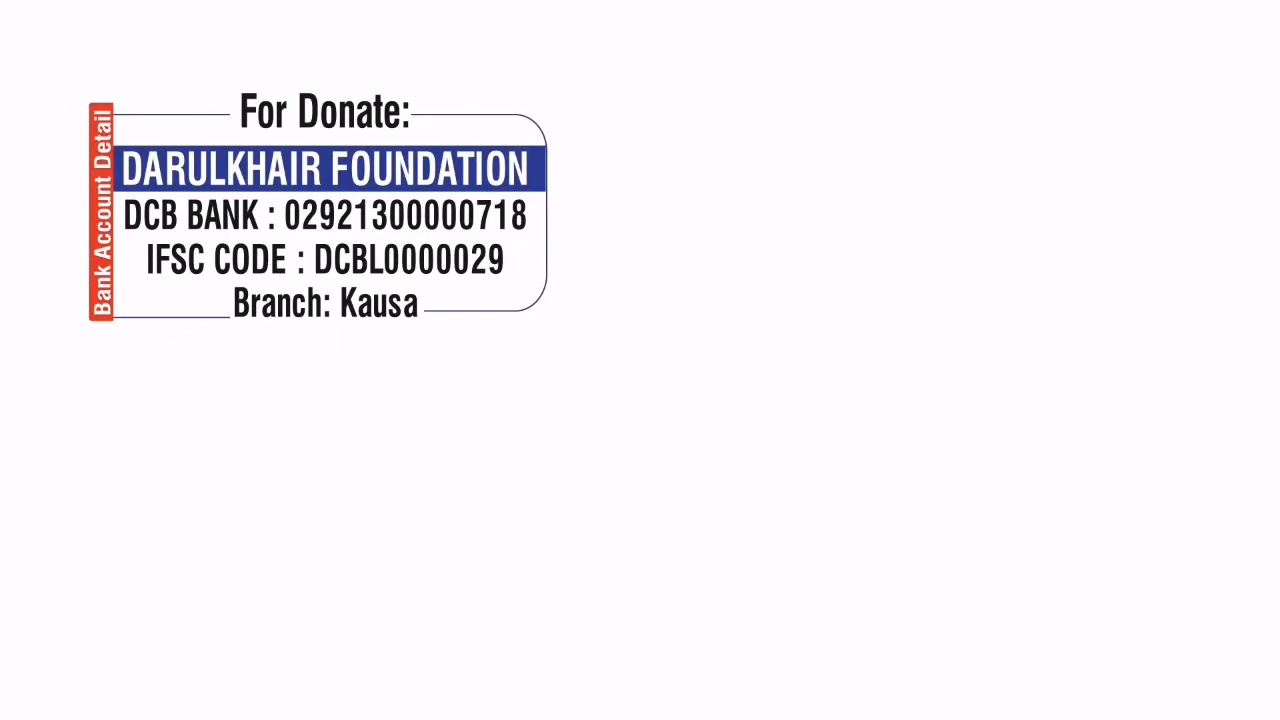 For Donate:
Bank Account Detail
DARULKHAIR FOUNDATION
DCB BANK : 02921300000718
IFSC CODE : DCBL0000029
Branch: Kausa